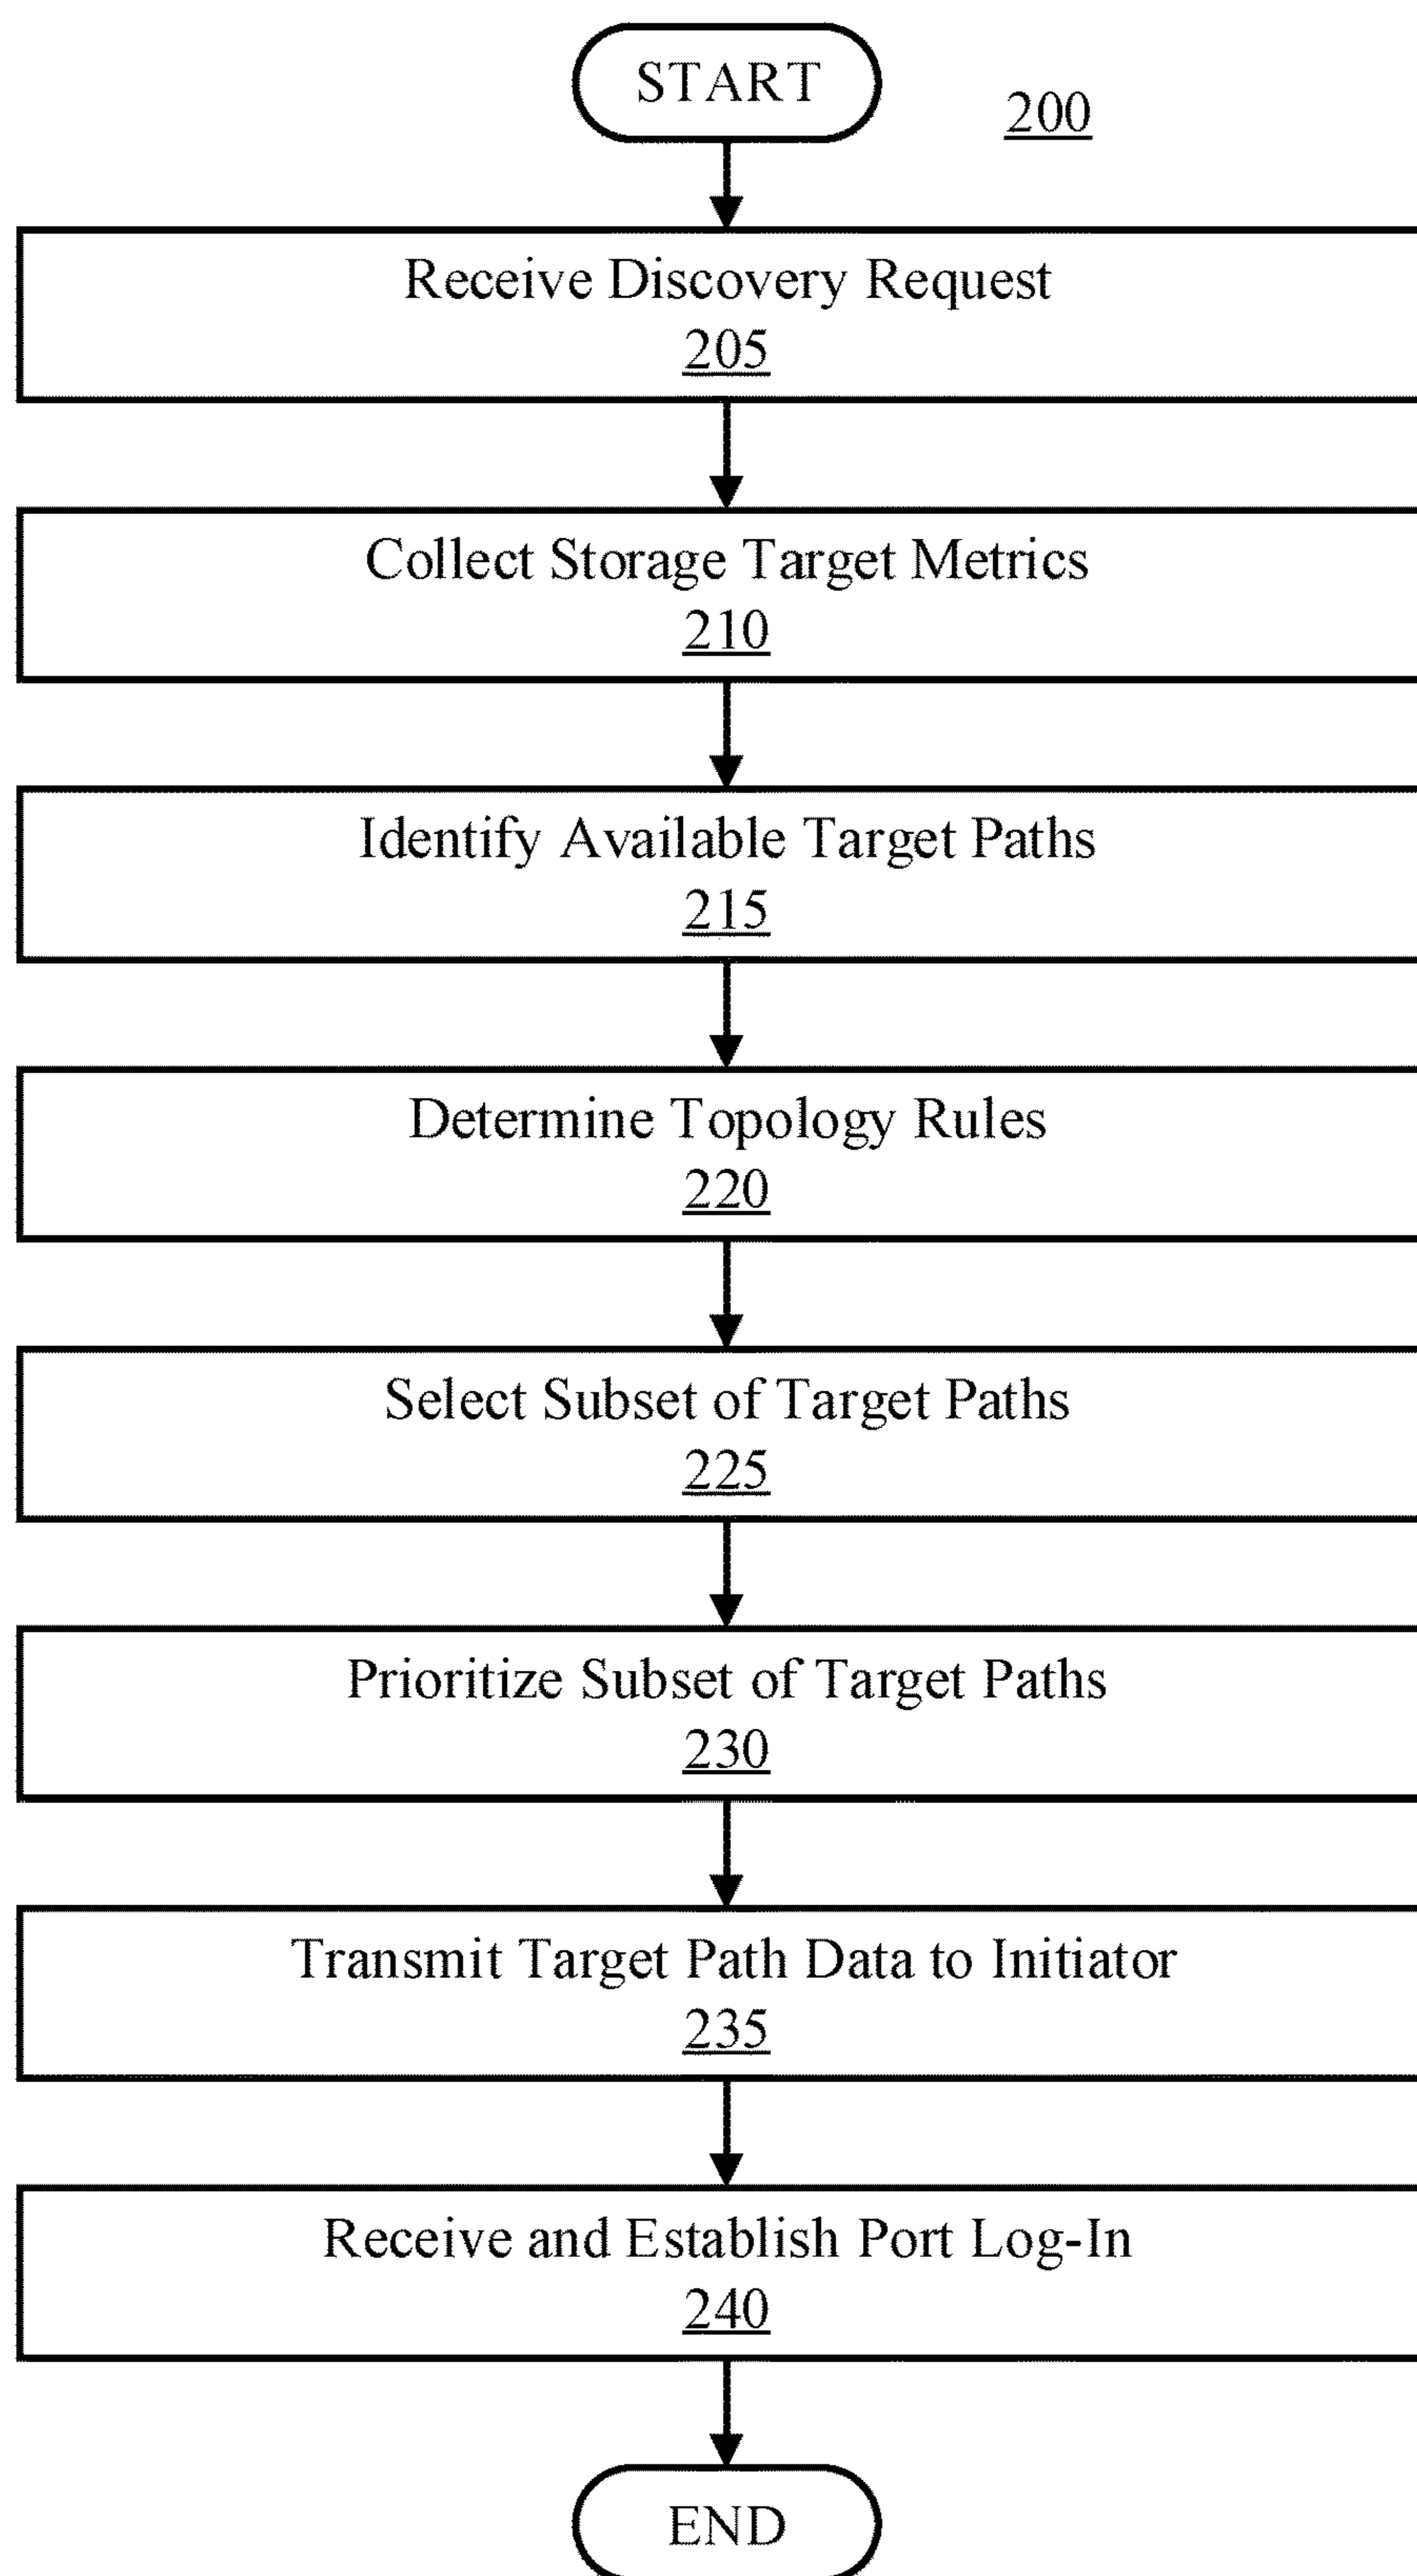 START
200
Receive Discovery Request
205
Collect Storage Target Metrics
210
Identify Available Target Paths
215
Determine Topology Rules
220
Select Subset of Target Paths
225
Prioritize Subset of Target Paths
230
Transmit Target Path Data to Initiator
235
Receive and Establish Port Log-In
240
END